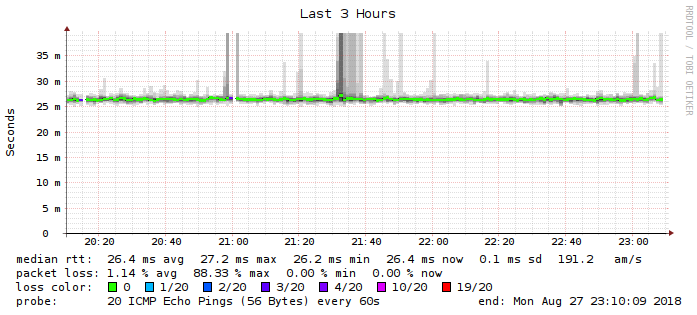 Last 3 Hours
RRDTOOL / TOBI OETIKER
Seconds
35 m
30 m
25 m
20 m
15 m
10 m
5 m
0
20:20 20:40 21:00 21:20 21:40 22:00 22:20 22:40 23:00
median rtt: 26.4 ms avg 27.2 ms max 26.2 ms min 26.4 ms now 0.1 ms sd 191.2 am/s
packet loss: 1.14 % avg 88.33 % max 0.00 % min 0.00 % now
loss color: 0 1/20 2/20 3/20 4/20 10/20 19/20
probe: 20 ICMP Echo Pings (56 Bytes) every 60s end: Mon Aug 27 23:10:09 2018